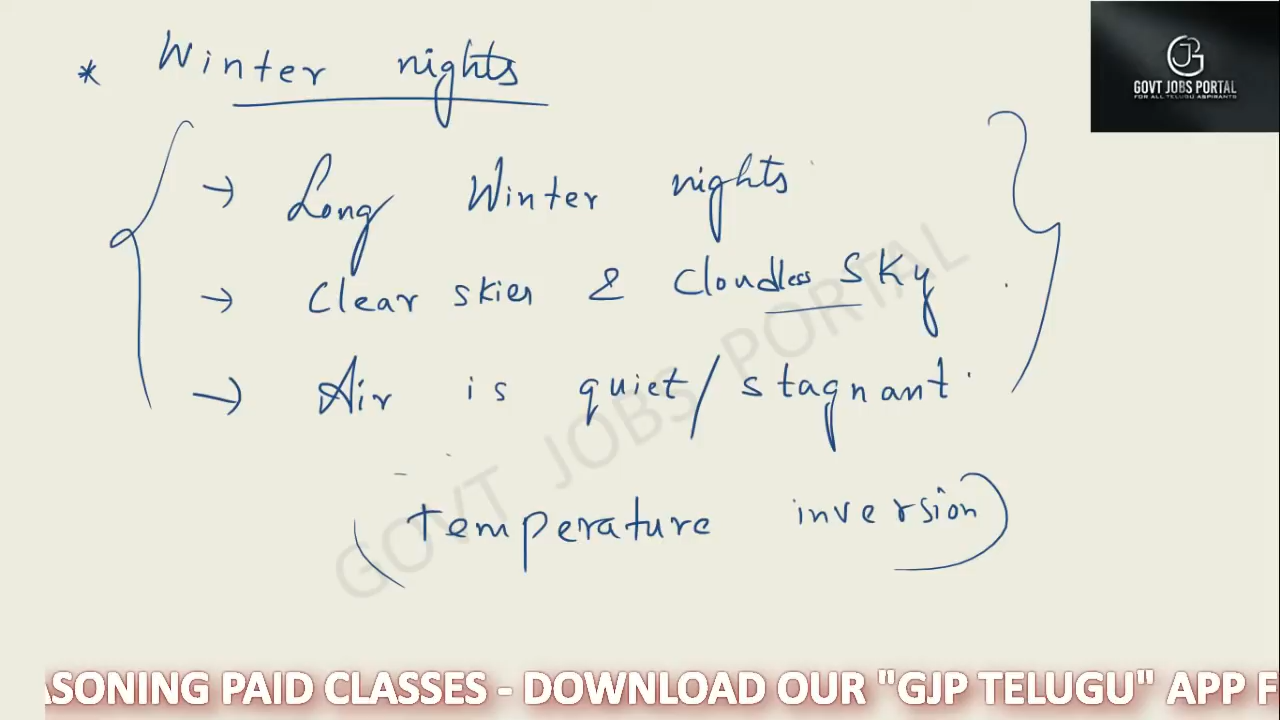 * Winter nights
→ Long Winter nights
→ Clear skies & Cloudless Sky
→ Air is quiet/stagnant
(Temperature inversion)
GOVT JOBS PORTAL
GOVT JOBS PORTAL
FOR ALL TELUGU ASPIRANTS
ASONING PAID CLASSES - DOWNLOAD OUR "GJP TELUGU" APP F